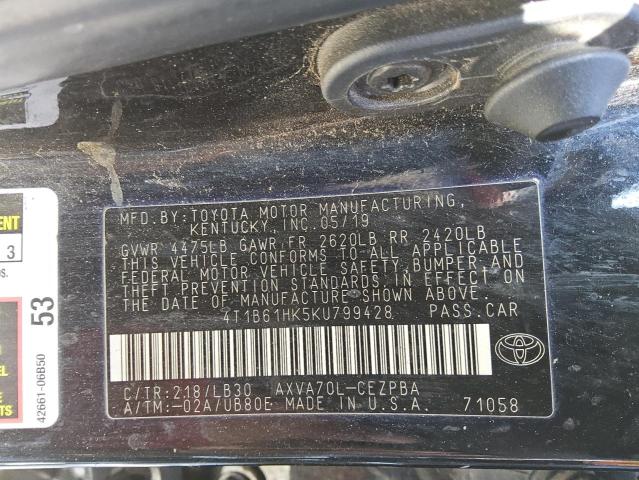 MFD.BY:TOYOTA MOTOR MANUFACTURING,
KENTUCKY, INC.05/19
GVWR 4475LB GAWR FR 2620LB RR 2420LB
THIS VEHICLE CONFORMS TO ALL APPLICABLE
FEDERAL MOTOR VEHICLE SAFETY, BUMPER AND
THEFT PREVENTION STANDARDS IN EFFECT ON
THE DATE OF MANUFACTURE SHOWN ABOVE.
4T1B61HK5KU799428 PASS.CAR
C/TR:218/LB30 AXVA70L-CEZPBA
A/TM:-02A/UB80E MADE IN U.S.A. 71058
TOYOTA
3
53
42661-06B50